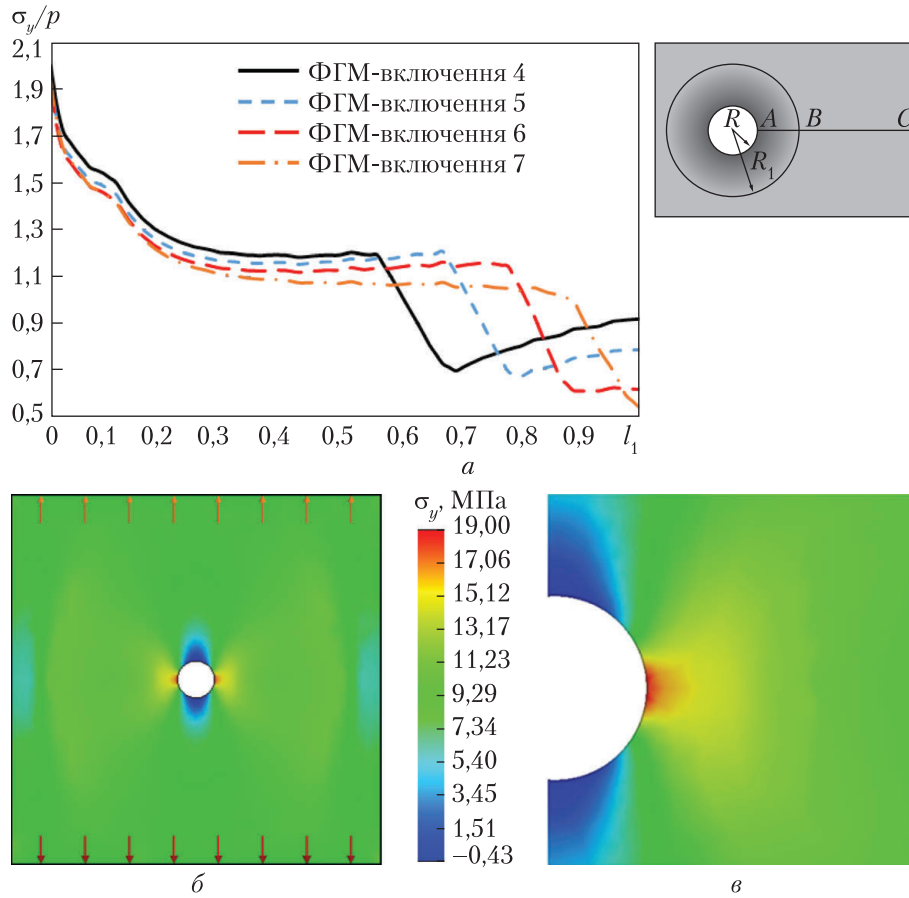 σy/p
2,1
1,9
1,7
1,5
1,3
1,1
0,9
0,7
0,5
0 0,1 0,2 0,3 0,4 0,5 0,6 0,7 0,8 0,9 l1
ФГМ-включення 4
ФГМ-включення 5
ФГМ-включення 6
ФГМ-включення 7
R A B C
R1
а
σy, МПа
19,00
17,06
15,12
13,17
11,23
9,29
7,34
5,40
3,45
1,51
−0,43
б
в